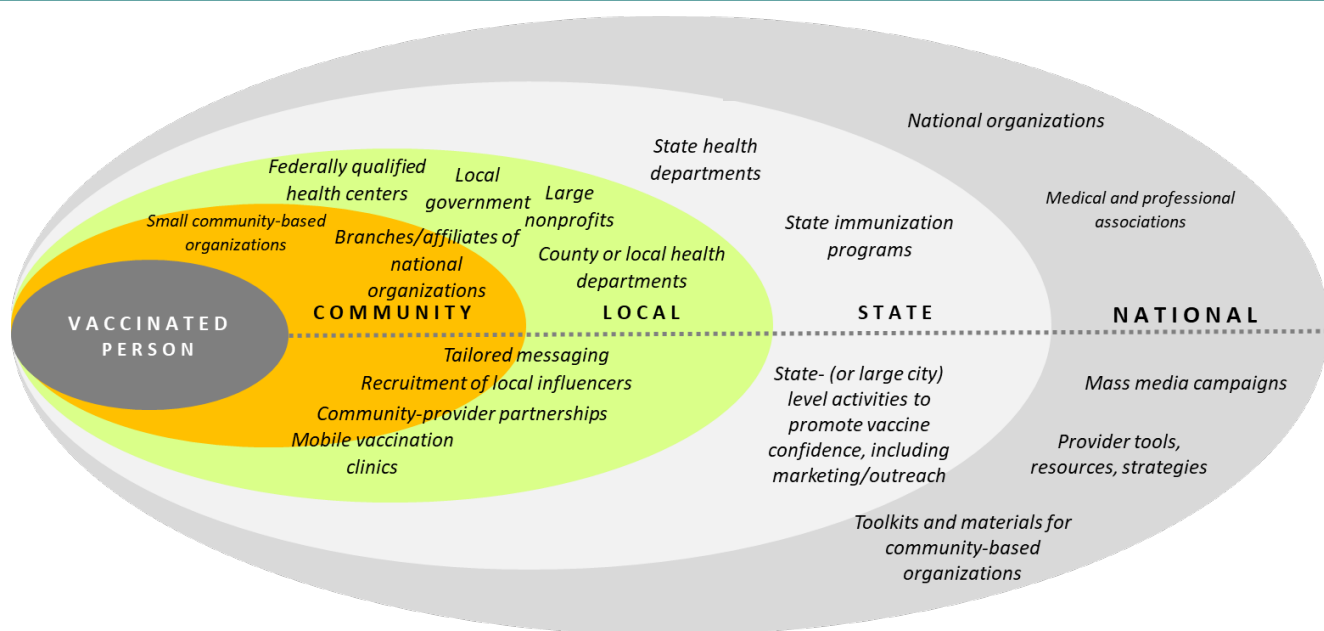 National organizations
State health
departments
Federally qualified
health centers
Local
government
Large
nonprofits
Medical and professional
associations
Small community-based
organizations
State immunization
programs
Branches/affiliates of
national
organizations
County or local health
departments
VACCINATED
PERSON
COMMUNITY
LOCAL
STATE
NATIONAL
Tailored messaging
Recruitment of local influencers
Community-provider partnerships
Mobile vaccination
clinics
State- (or large city)
level activities to
promote vaccine
confidence, including
marketing/outreach
Mass media campaigns
Provider tools,
resources, strategies
Toolkits and materials for
community-based
organizations